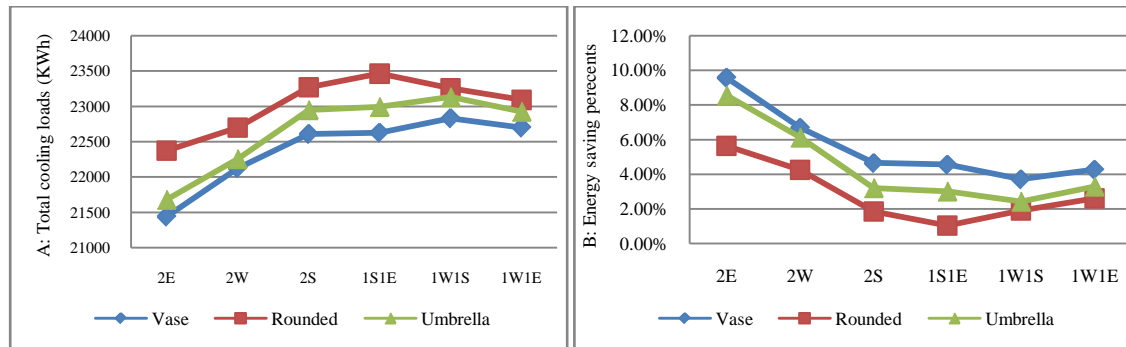 A: Total cooling loads (KWh)
24000
23500
23000
22500
22000
21500
21000
2E 2W 2S 1S1E 1W1S 1W1E
Vase Rounded Umbrella
B: Energy saving perecents
12.00%
10.00%
8.00%
6.00%
4.00%
2.00%
0.00%
2E 2W 2S 1S1E 1W1S 1W1E
Vase Rounded Umbrella